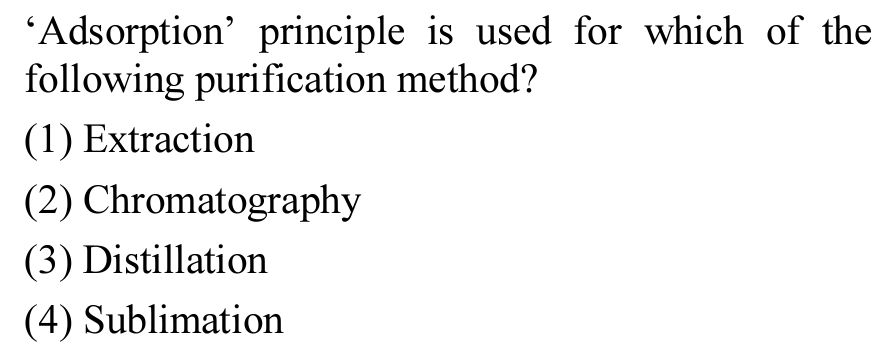 ‘Adsorption’ principle is used for which of the
following purification method?
(1) Extraction
(2) Chromatography
(3) Distillation
(4) Sublimation